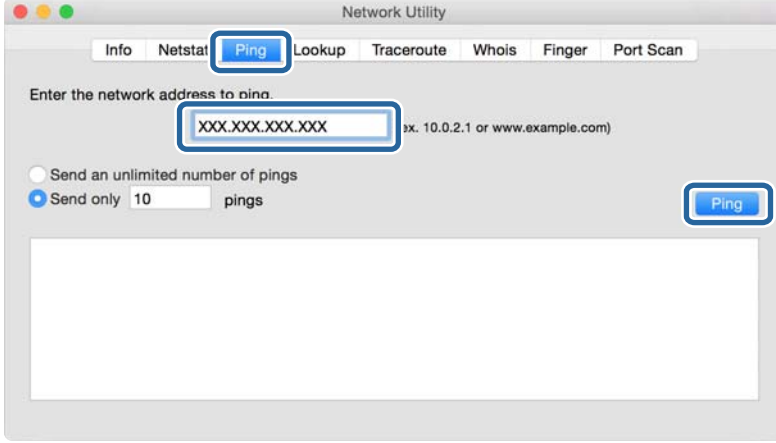 Network Utility
Info Netstat Ping Lookup Traceroute Whois Finger Port Scan
Enter the network address to ping.
XXX.XXX.XXX.XXX ex. 10.0.2.1 or www.example.com)
Send an unlimited number of pings
Send only 10 pings
Ping